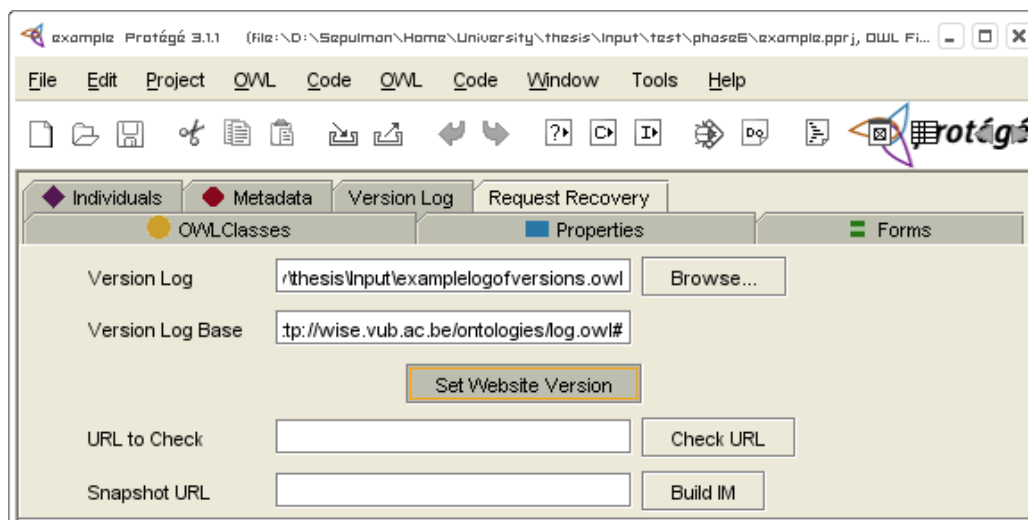 example Protégé 3.1.1 (file:\D:\Sepulman\Home\University\thesis\Input\test\phase6\example.pprj, OWL Fi...
File Edit Project OWL Code OWL Code Window Tools Help
protégé
Individuals Metadata Version Log Request Recovery
OWLClasses Properties Forms
Version Log \thesis\Input\examplelogofversions.owl Browse...
Version Log Base :tp://wise.vub.ac.be/ontologies/log.owl#
Set Website Version
URL to Check Check URL
Snapshot URL Build IM